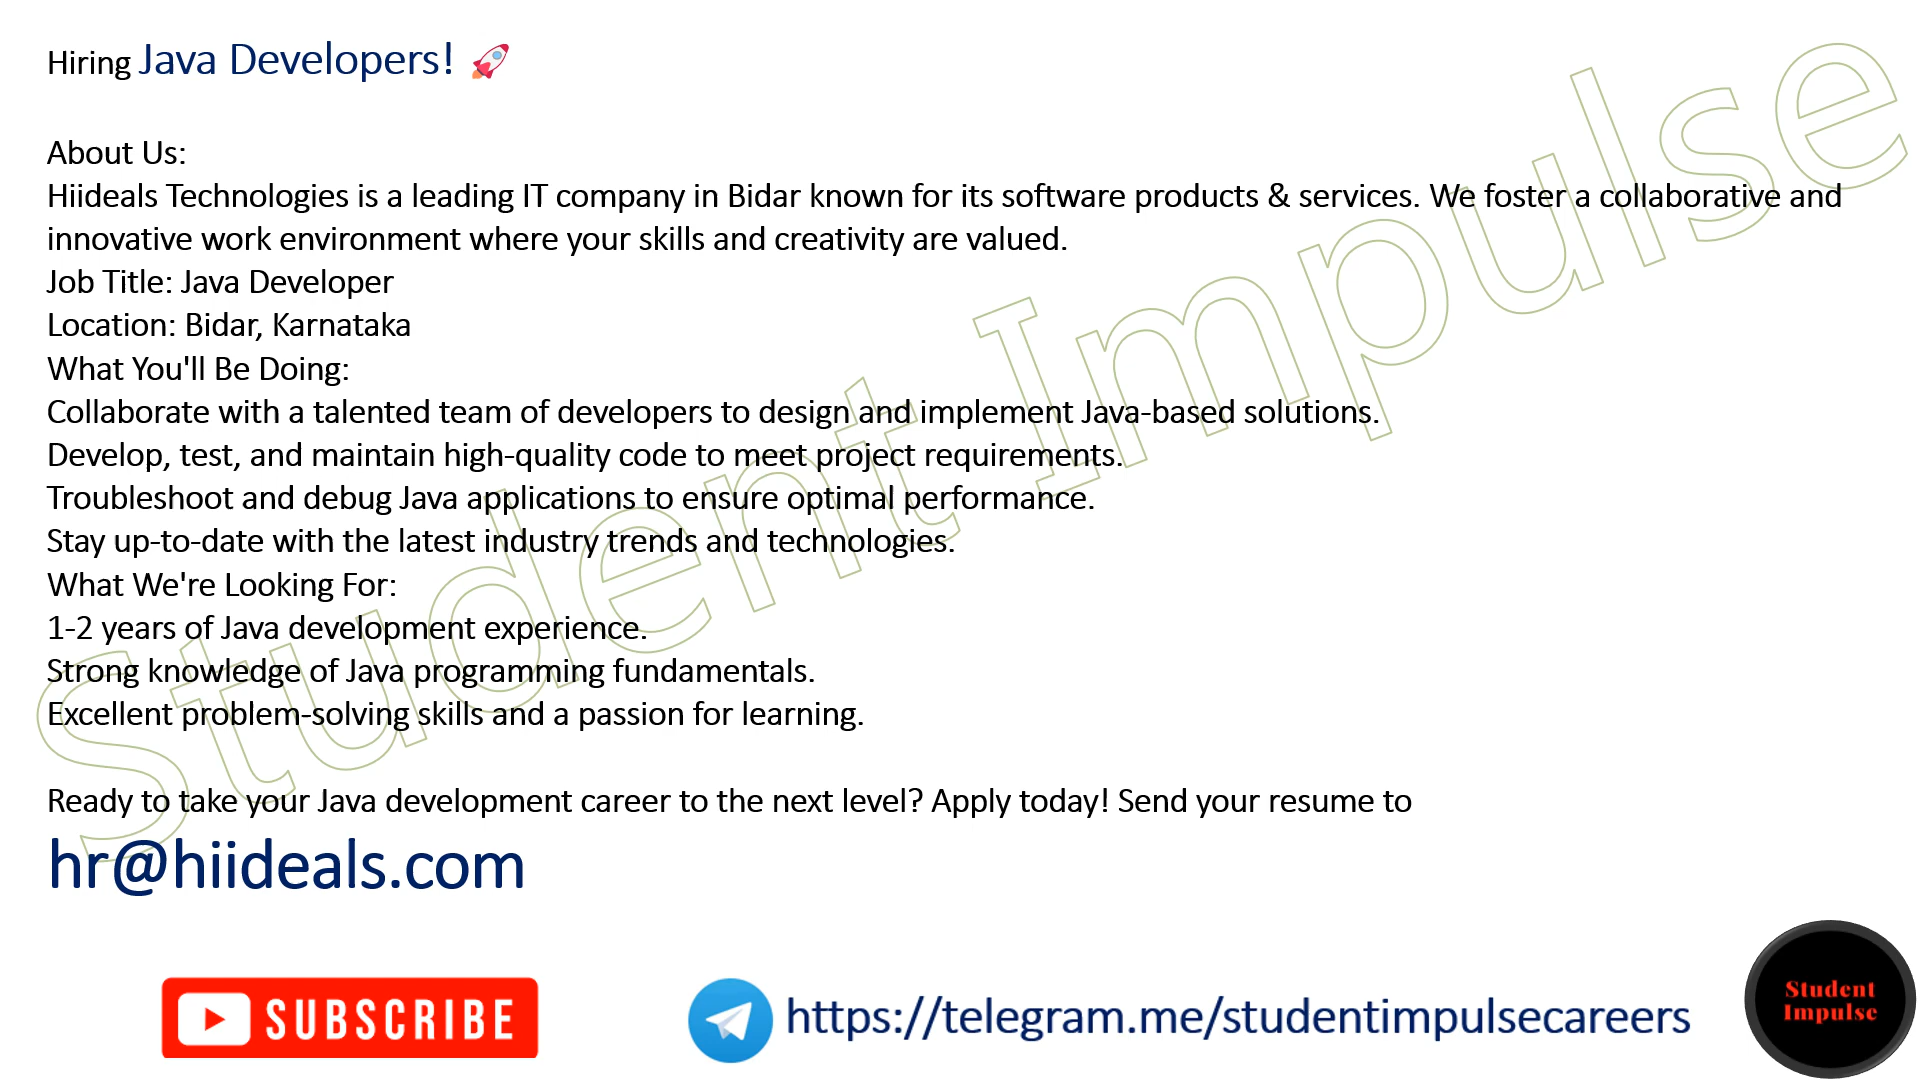 Hiring Java Developers! 🚀
About Us:
Hiideals Technologies is a leading IT company in Bidar known for its software products & services. We foster a collaborative and
innovative work environment where your skills and creativity are valued.
Job Title: Java Developer
Location: Bidar, Karnataka
What You'll Be Doing:
Collaborate with a talented team of developers to design and implement Java-based solutions.
Develop, test, and maintain high-quality code to meet project requirements.
Troubleshoot and debug Java applications to ensure optimal performance.
Stay up-to-date with the latest industry trends and technologies.
What We're Looking For:
1-2 years of Java development experience.
Strong knowledge of Java programming fundamentals.
Excellent problem-solving skills and a passion for learning.
Ready to take your Java development career to the next level? Apply today! Send your resume to
hr@hiideals.com
Student Impulse
SUBSCRIBE
https://telegram.me/studentimpulsecareers
Student
Impulse